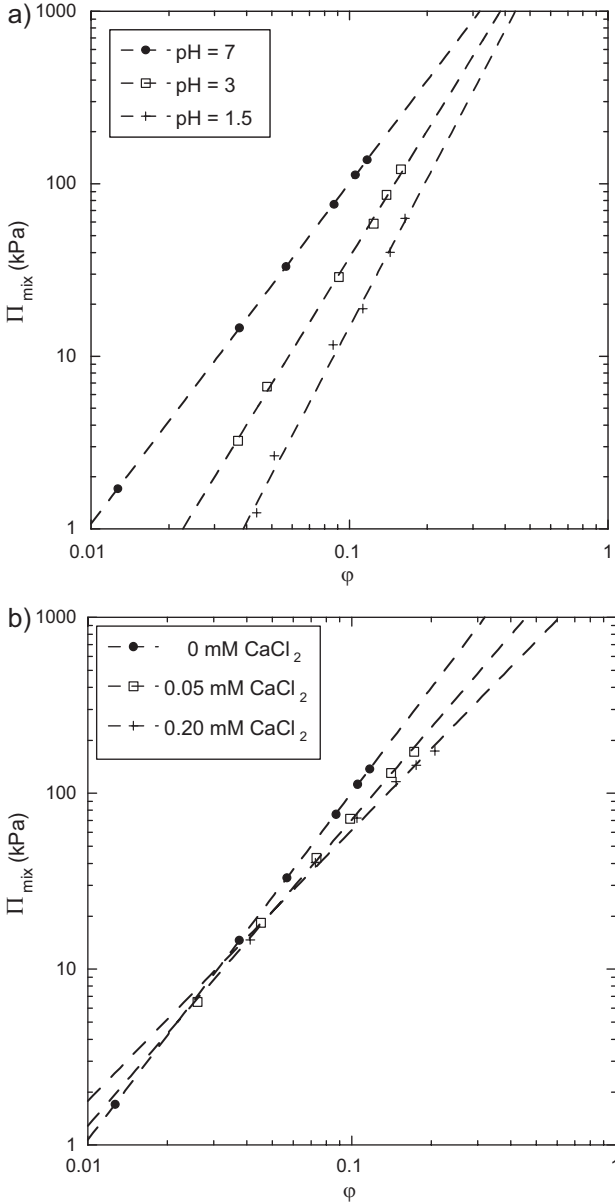 a)
1000
100
10
1
Π mix (kPa)
pH = 7
pH = 3
pH = 1.5
0.01
0.1
1
φ
b)
1000
100
10
1
Π mix (kPa)
0 mM CaCl 2
0.05 mM CaCl 2
0.20 mM CaCl 2
0.01
0.1
1
φ